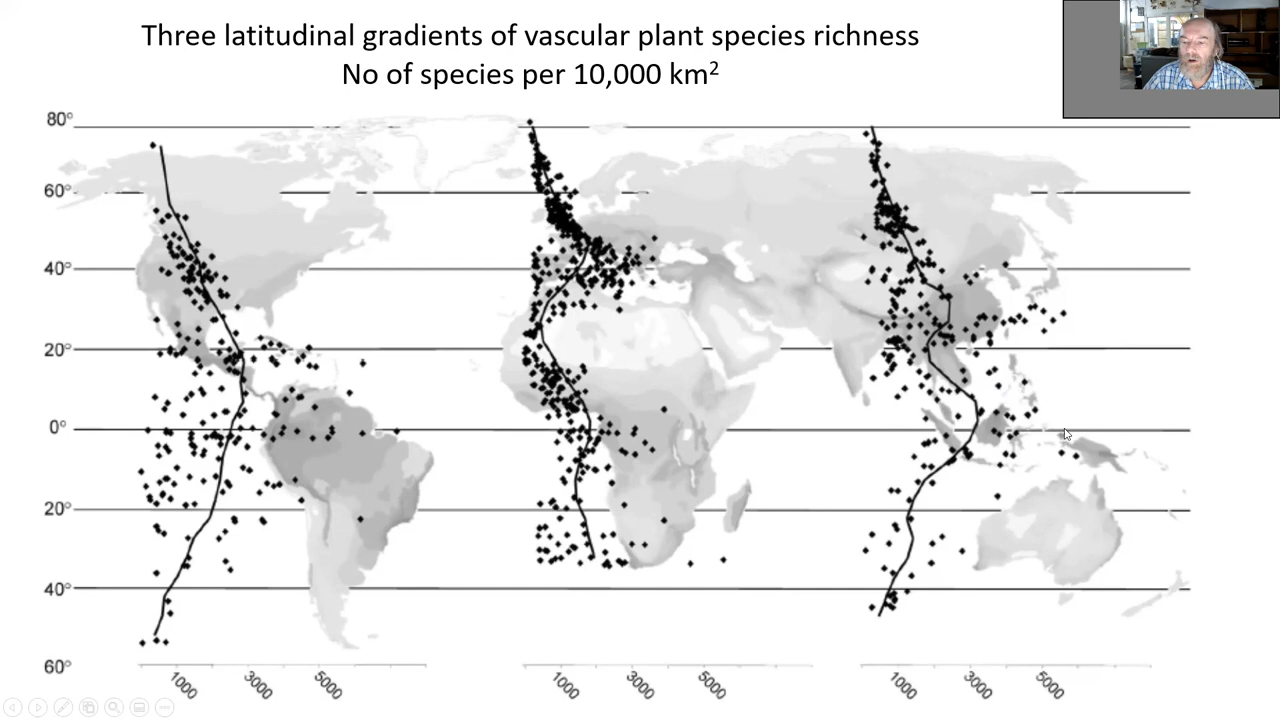 Three latitudinal gradients of vascular plant species richness
No of species per 10,000 km²
80°
60°
40°
20°
0°
20°
40°
60°
1000 3000 5000
1000 3000 5000
1000 3000 5000